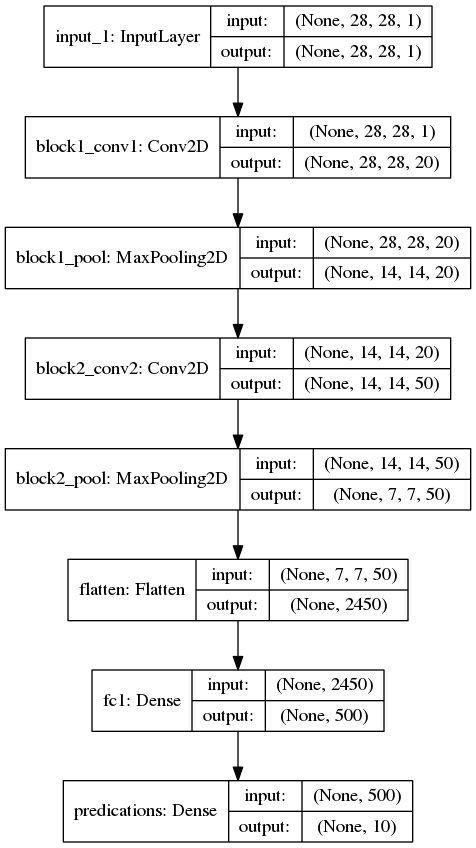 input_1: InputLayer
input: (None, 28, 28, 1)
output: (None, 28, 28, 1)
block1_conv1: Conv2D
input: (None, 28, 28, 1)
output: (None, 28, 28, 20)
block1_pool: MaxPooling2D
input: (None, 28, 28, 20)
output: (None, 14, 14, 20)
block2_conv2: Conv2D
input: (None, 14, 14, 20)
output: (None, 14, 14, 50)
block2_pool: MaxPooling2D
input: (None, 14, 14, 50)
output: (None, 7, 7, 50)
flatten: Flatten
input: (None, 7, 7, 50)
output: (None, 2450)
fc1: Dense
input: (None, 2450)
output: (None, 500)
predications: Dense
input: (None, 500)
output: (None, 10)